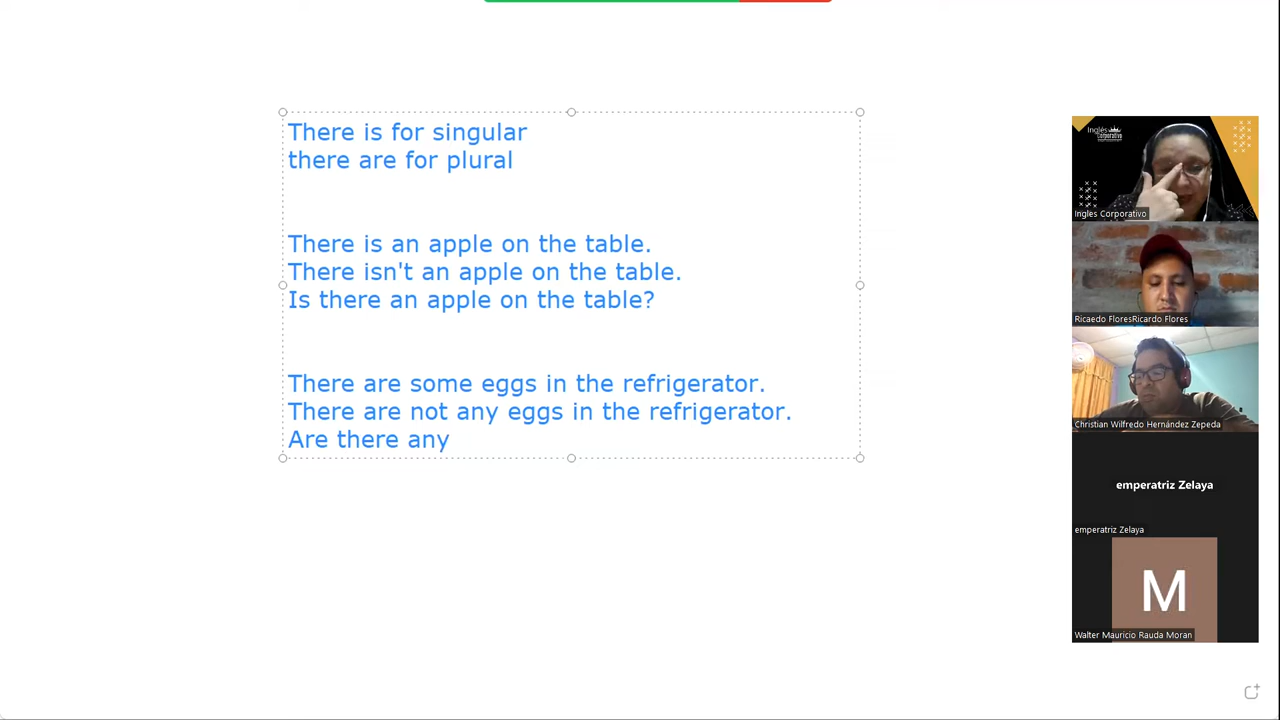 There is for singular
there are for plural
There is an apple on the table.
There isn't an apple on the table.
Is there an apple on the table?
There are some eggs in the refrigerator.
There are not any eggs in the refrigerator.
Are there any
Inglés
Corporativo
Ingles Corporativo
Ricaedo FloresRicardo Flores
Christian Wilfredo Hernández Zepeda
emperatriz Zelaya
emperatriz Zelaya
M
Walter Mauricio Rauda Moran